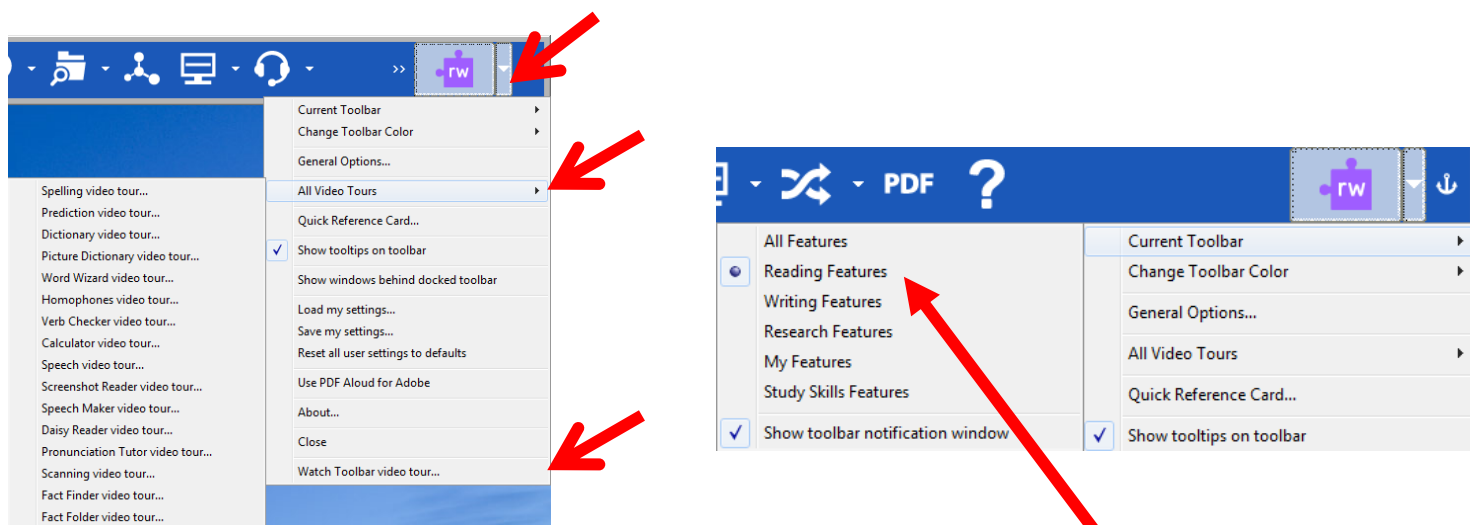 rw
Current Toolbar
Change Toolbar Color
General Options...
All Video Tours
Quick Reference Card...
Show tooltips on toolbar
Show windows behind docked toolbar
Load my settings...
Save my settings...
Reset all user settings to defaults
Use PDF Aloud for Adobe
About...
Close
Watch Toolbar video tour...
Spelling video tour...
Prediction video tour...
Dictionary video tour...
Picture Dictionary video tour...
Word Wizard video tour...
Homophones video tour...
Verb Checker video tour...
Calculator video tour...
Speech video tour...
Screenshot Reader video tour...
Speech Maker video tour...
Daisy Reader video tour...
Pronunciation Tutor video tour...
Scanning video tour...
Fact Finder video tour...
Fact Folder video tour...
PDF ? rw
All Features
Reading Features
Writing Features
Research Features
My Features
Study Skills Features
Show toolbar notification window
Current Toolbar
Change Toolbar Color
General Options...
All Video Tours
Quick Reference Card...
Show tooltips on toolbar